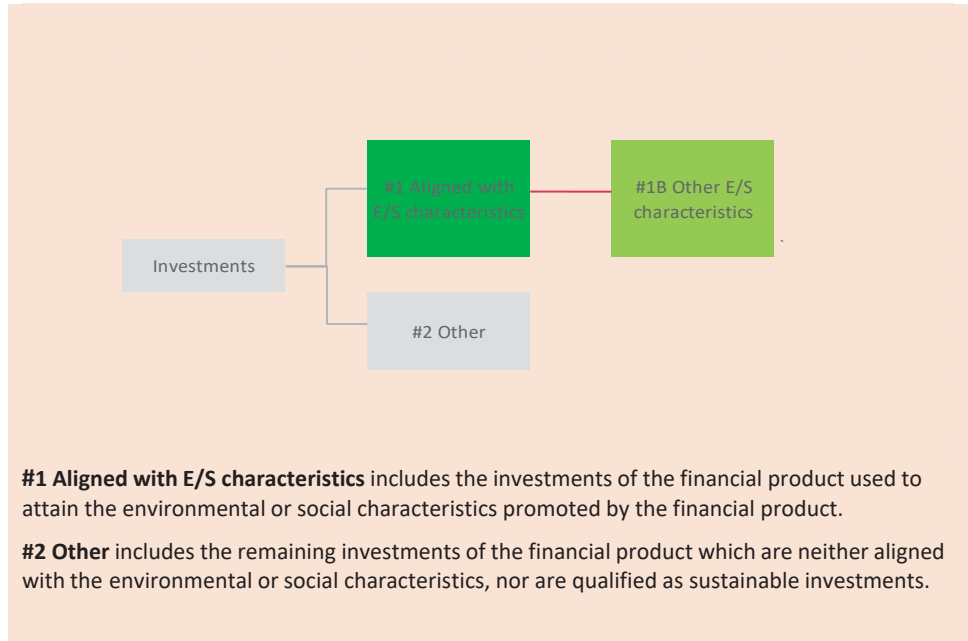 #1 Aligned with
E/S characteristics
#1B Other E/S
characteristics
Investments
#2 Other
#1 Aligned with E/S characteristics includes the investments of the financial product used to
attain the environmental or social characteristics promoted by the financial product.
#2 Other includes the remaining investments of the financial product which are neither aligned
with the environmental or social characteristics, nor are qualified as sustainable investments.